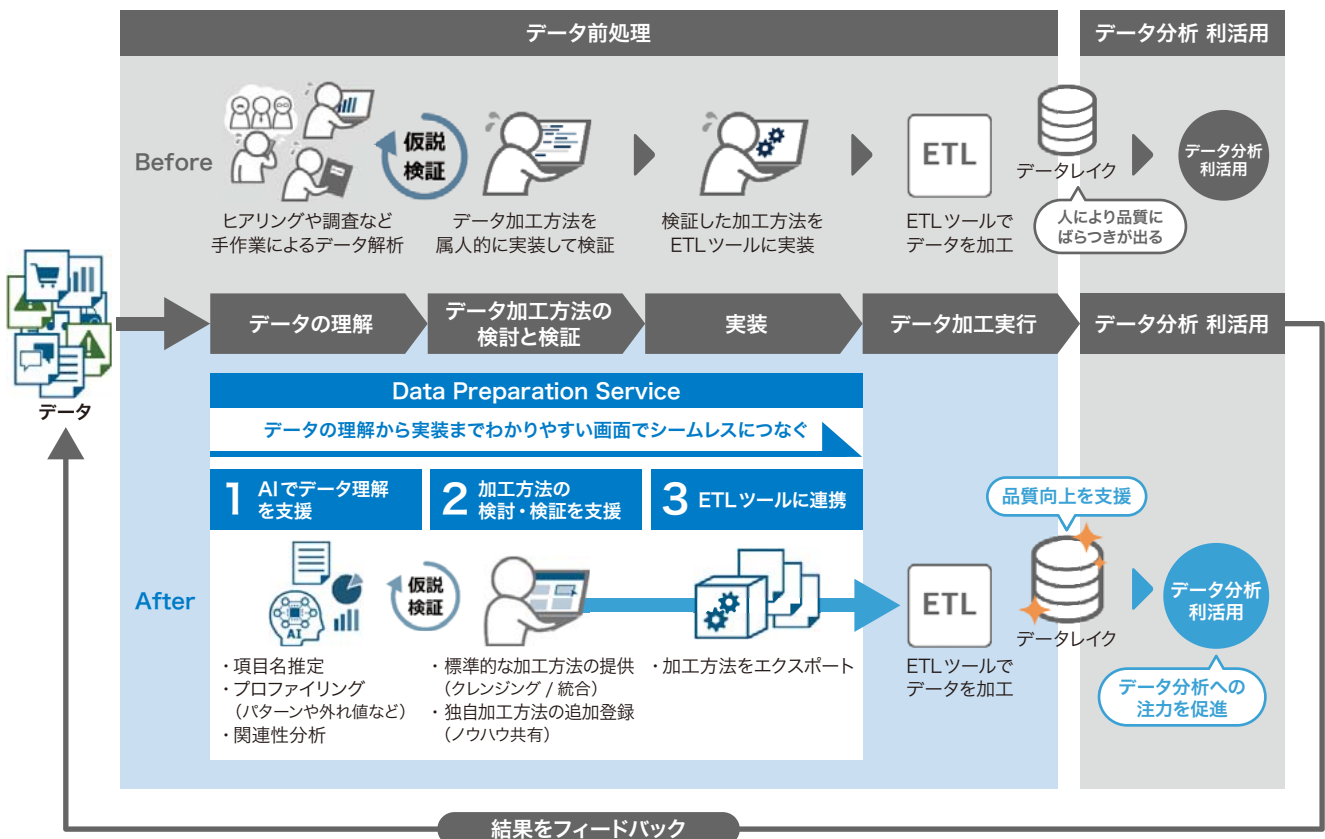 データ前処理
データ分析 利活用
Before
仮説
検証
ETL
データレイク
データ分析
利活用
ヒアリングや調査など
手作業によるデータ解析
データ加工方法を
属人的に実装して検証
検証した加工方法を
ETLツールに実装
ETLツールで
データを加工
人により品質に
ばらつきが出る
データ
データの理解
データ加工方法の
検討と検証
実装
データ加工実行
データ分析 利活用
Data Preparation Service
データの理解から実装までわかりやすい画面でシームレスにつなぐ
1 AIでデータ理解
を支援
2 加工方法の
検討・検証を支援
3 ETLツールに連携
品質向上を支援
After
AI
仮説
検証
ETL
データレイク
データ分析
利活用
・項目名推定
・プロファイリング
（パターンや外れ値など）
・関連性分析
・標準的な加工方法の提供
（クレンジング / 統合）
・独自加工方法の追加登録
（ノウハウ共有）
・加工方法をエクスポート
ETLツールで
データを加工
データ分析への
注力を促進
結果をフィードバック